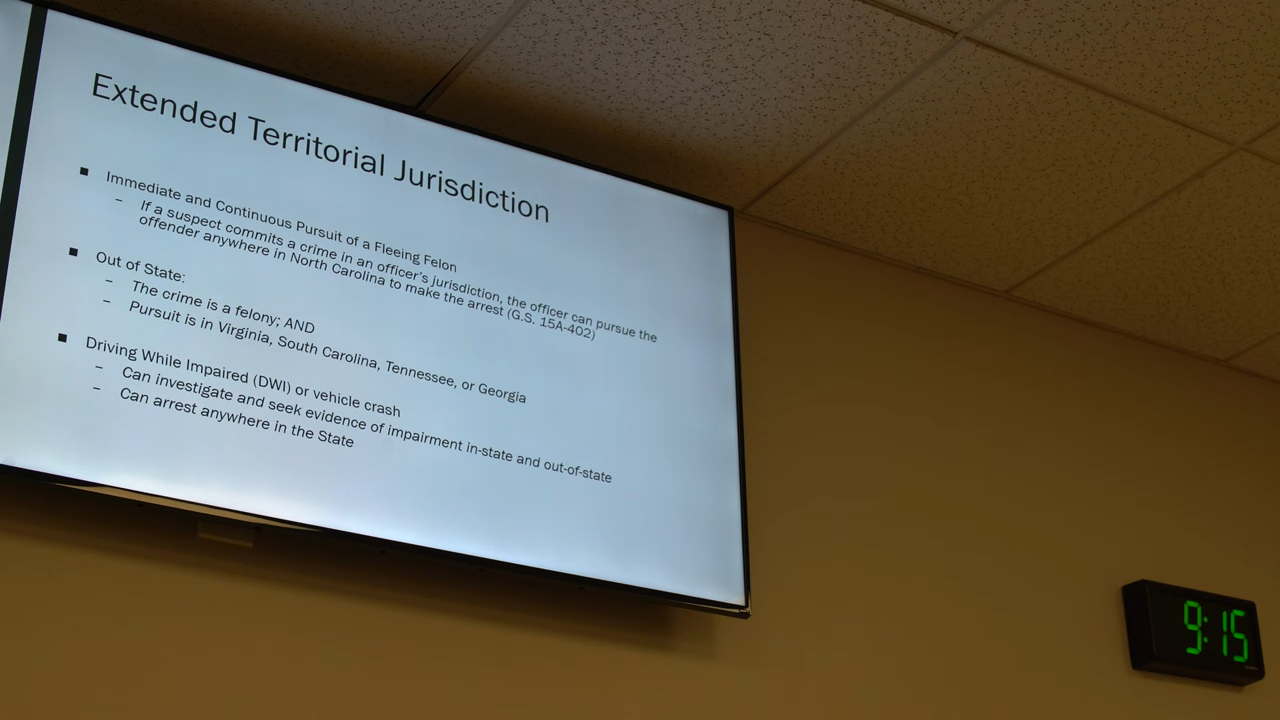 Extended Territorial Jurisdiction
■ Immediate and Continuous Pursuit of a Fleeing Felon
– If a suspect commits a crime in an officer's jurisdiction, the officer can pursue the
offender anywhere in North Carolina to make the arrest (G.S. 15A-402)
■ Out of State:
– The crime is a felony; AND
– Pursuit is in Virginia, South Carolina, Tennessee, or Georgia
■ Driving While Impaired (DWI) or vehicle crash
– Can investigate and seek evidence of impairment in-state and out-of-state
– Can arrest anywhere in the State
9:15